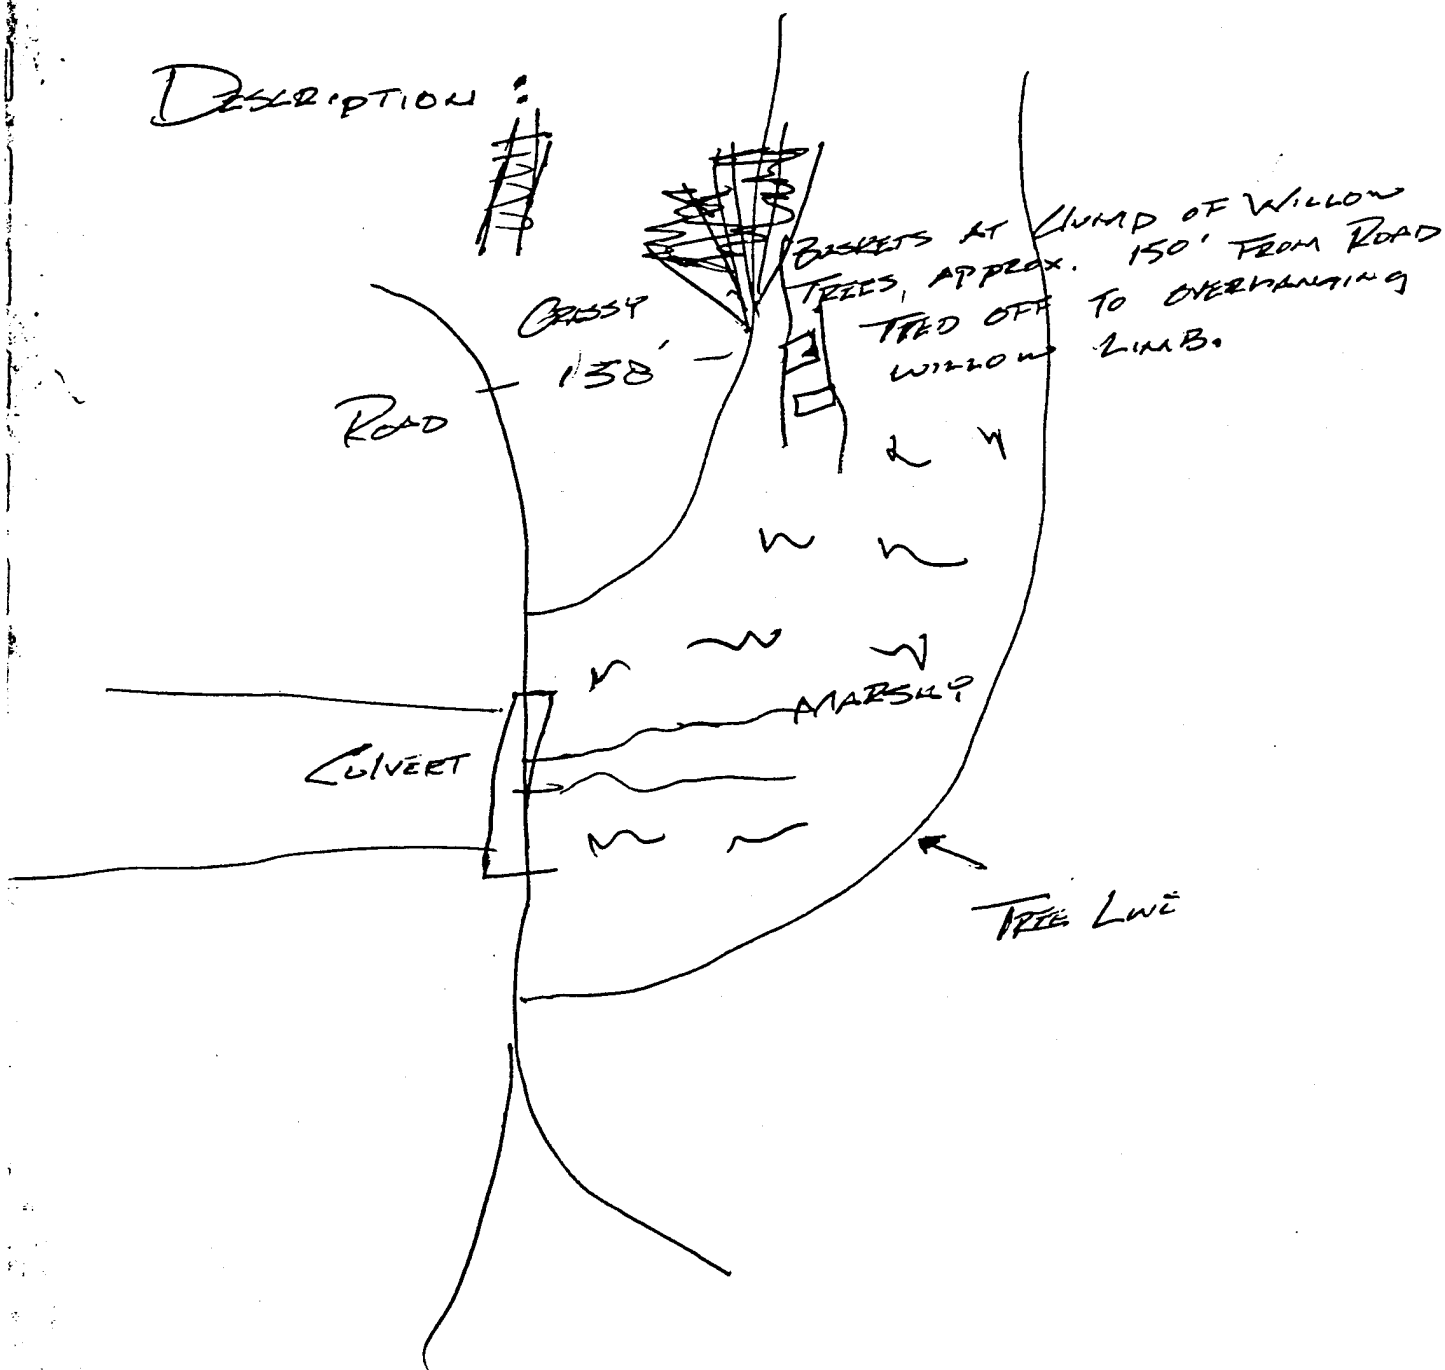 DESCRIPTION :
BASKETS AT CLUMP OF WILLOW
TREES, APPROX. 150' FROM ROAD
TIED OFF TO OVERHANGING
WILLOW LIMB.
GRASSY
150'
ROAD
MARSHY
CULVERT
TREE LINE